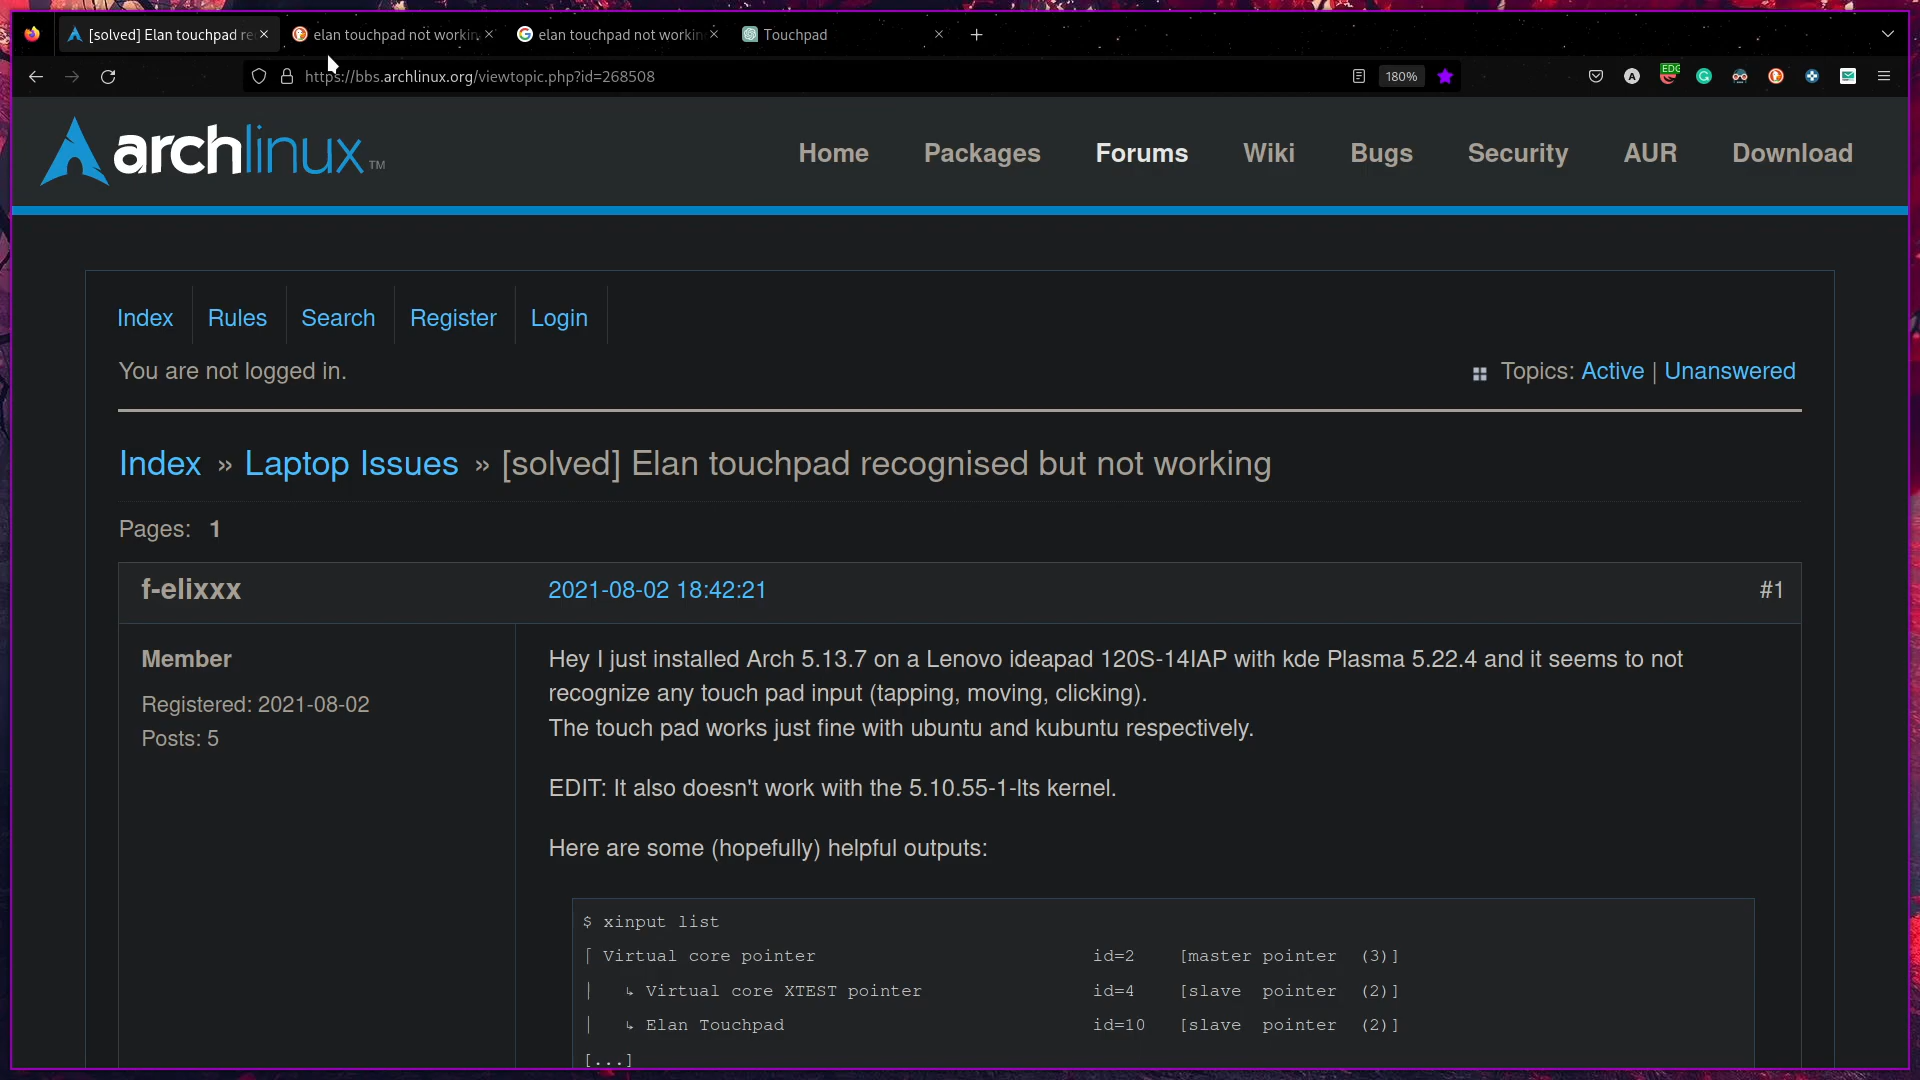 [solved] Elan touchpad re
elan touchpad not workin
elan touchpad not workin
Touchpad
https://bbs.archlinux.org/viewtopic.php?id=268508
180%
A
EDG
archlinux™
Home
Packages
Forums
Wiki
Bugs
Security
AUR
Download
Index
Rules
Search
Register
Login
You are not logged in.
Topics: Active | Unanswered
Index » Laptop Issues » [solved] Elan touchpad recognised but not working
Pages: 1
f-elixxx
2021-08-02 18:42:21
#1
Member
Registered: 2021-08-02
Posts: 5
Hey I just installed Arch 5.13.7 on a Lenovo ideapad 120S-14IAP with kde Plasma 5.22.4 and it seems to not
recognize any touch pad input (tapping, moving, clicking).
The touch pad works just fine with ubuntu and kubuntu respectively.
EDIT: It also doesn't work with the 5.10.55-1-lts kernel.
Here are some (hopefully) helpful outputs:
$ xinput list
⎡ Virtual core pointer id=2 [master pointer (3)]
⎜ ↳ Virtual core XTEST pointer id=4 [slave pointer (2)]
⎜ ↳ Elan Touchpad id=10 [slave pointer (2)]
[...]